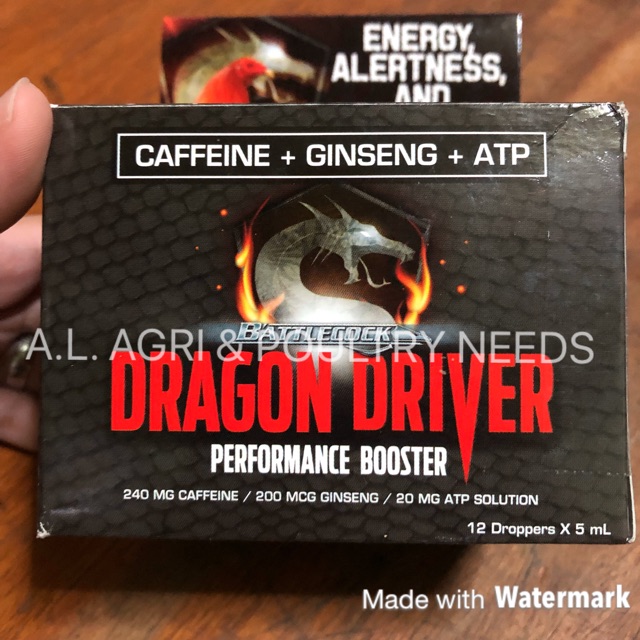 ENERGY,
ALERTNESS,
AND
CAFFEINE + GINSENG + ATP
BATTLECOCK
A.L. AGRI & POULTRY NEEDS
DRAGON DRIVER
PERFORMANCE BOOSTER
240 MG CAFFEINE / 200 MCG GINSENG / 20 MG ATP SOLUTION
12 Droppers X 5 mL
Made with Watermark